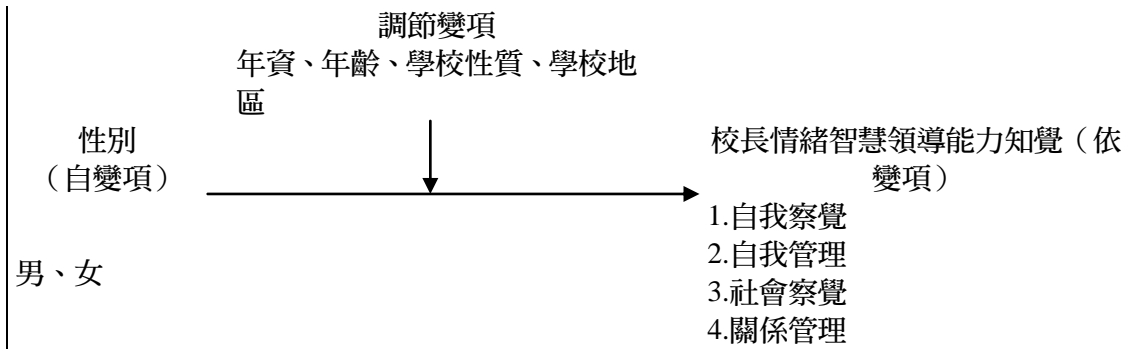 調節變項
年資、年齡、學校性質、學校地
區
性別
（自變項）
男、女
校長情緒智慧領導能力知覺（依
變項）
1.自我察覺
2.自我管理
3.社會察覺
4.關係管理